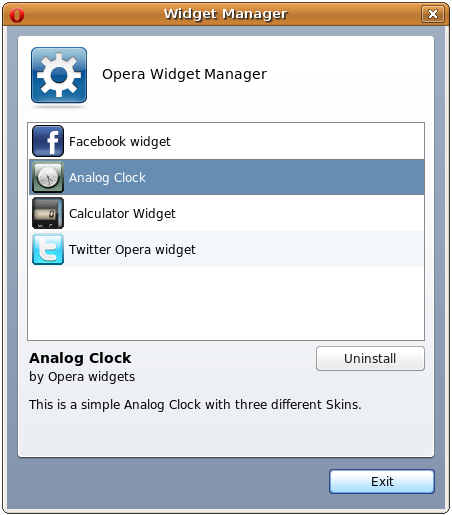 Widget Manager
Opera Widget Manager
Facebook widget
Analog Clock
Calculator Widget
Twitter Opera widget
Analog Clock
Uninstall
by Opera widgets
This is a simple Analog Clock with three different Skins.
Exit